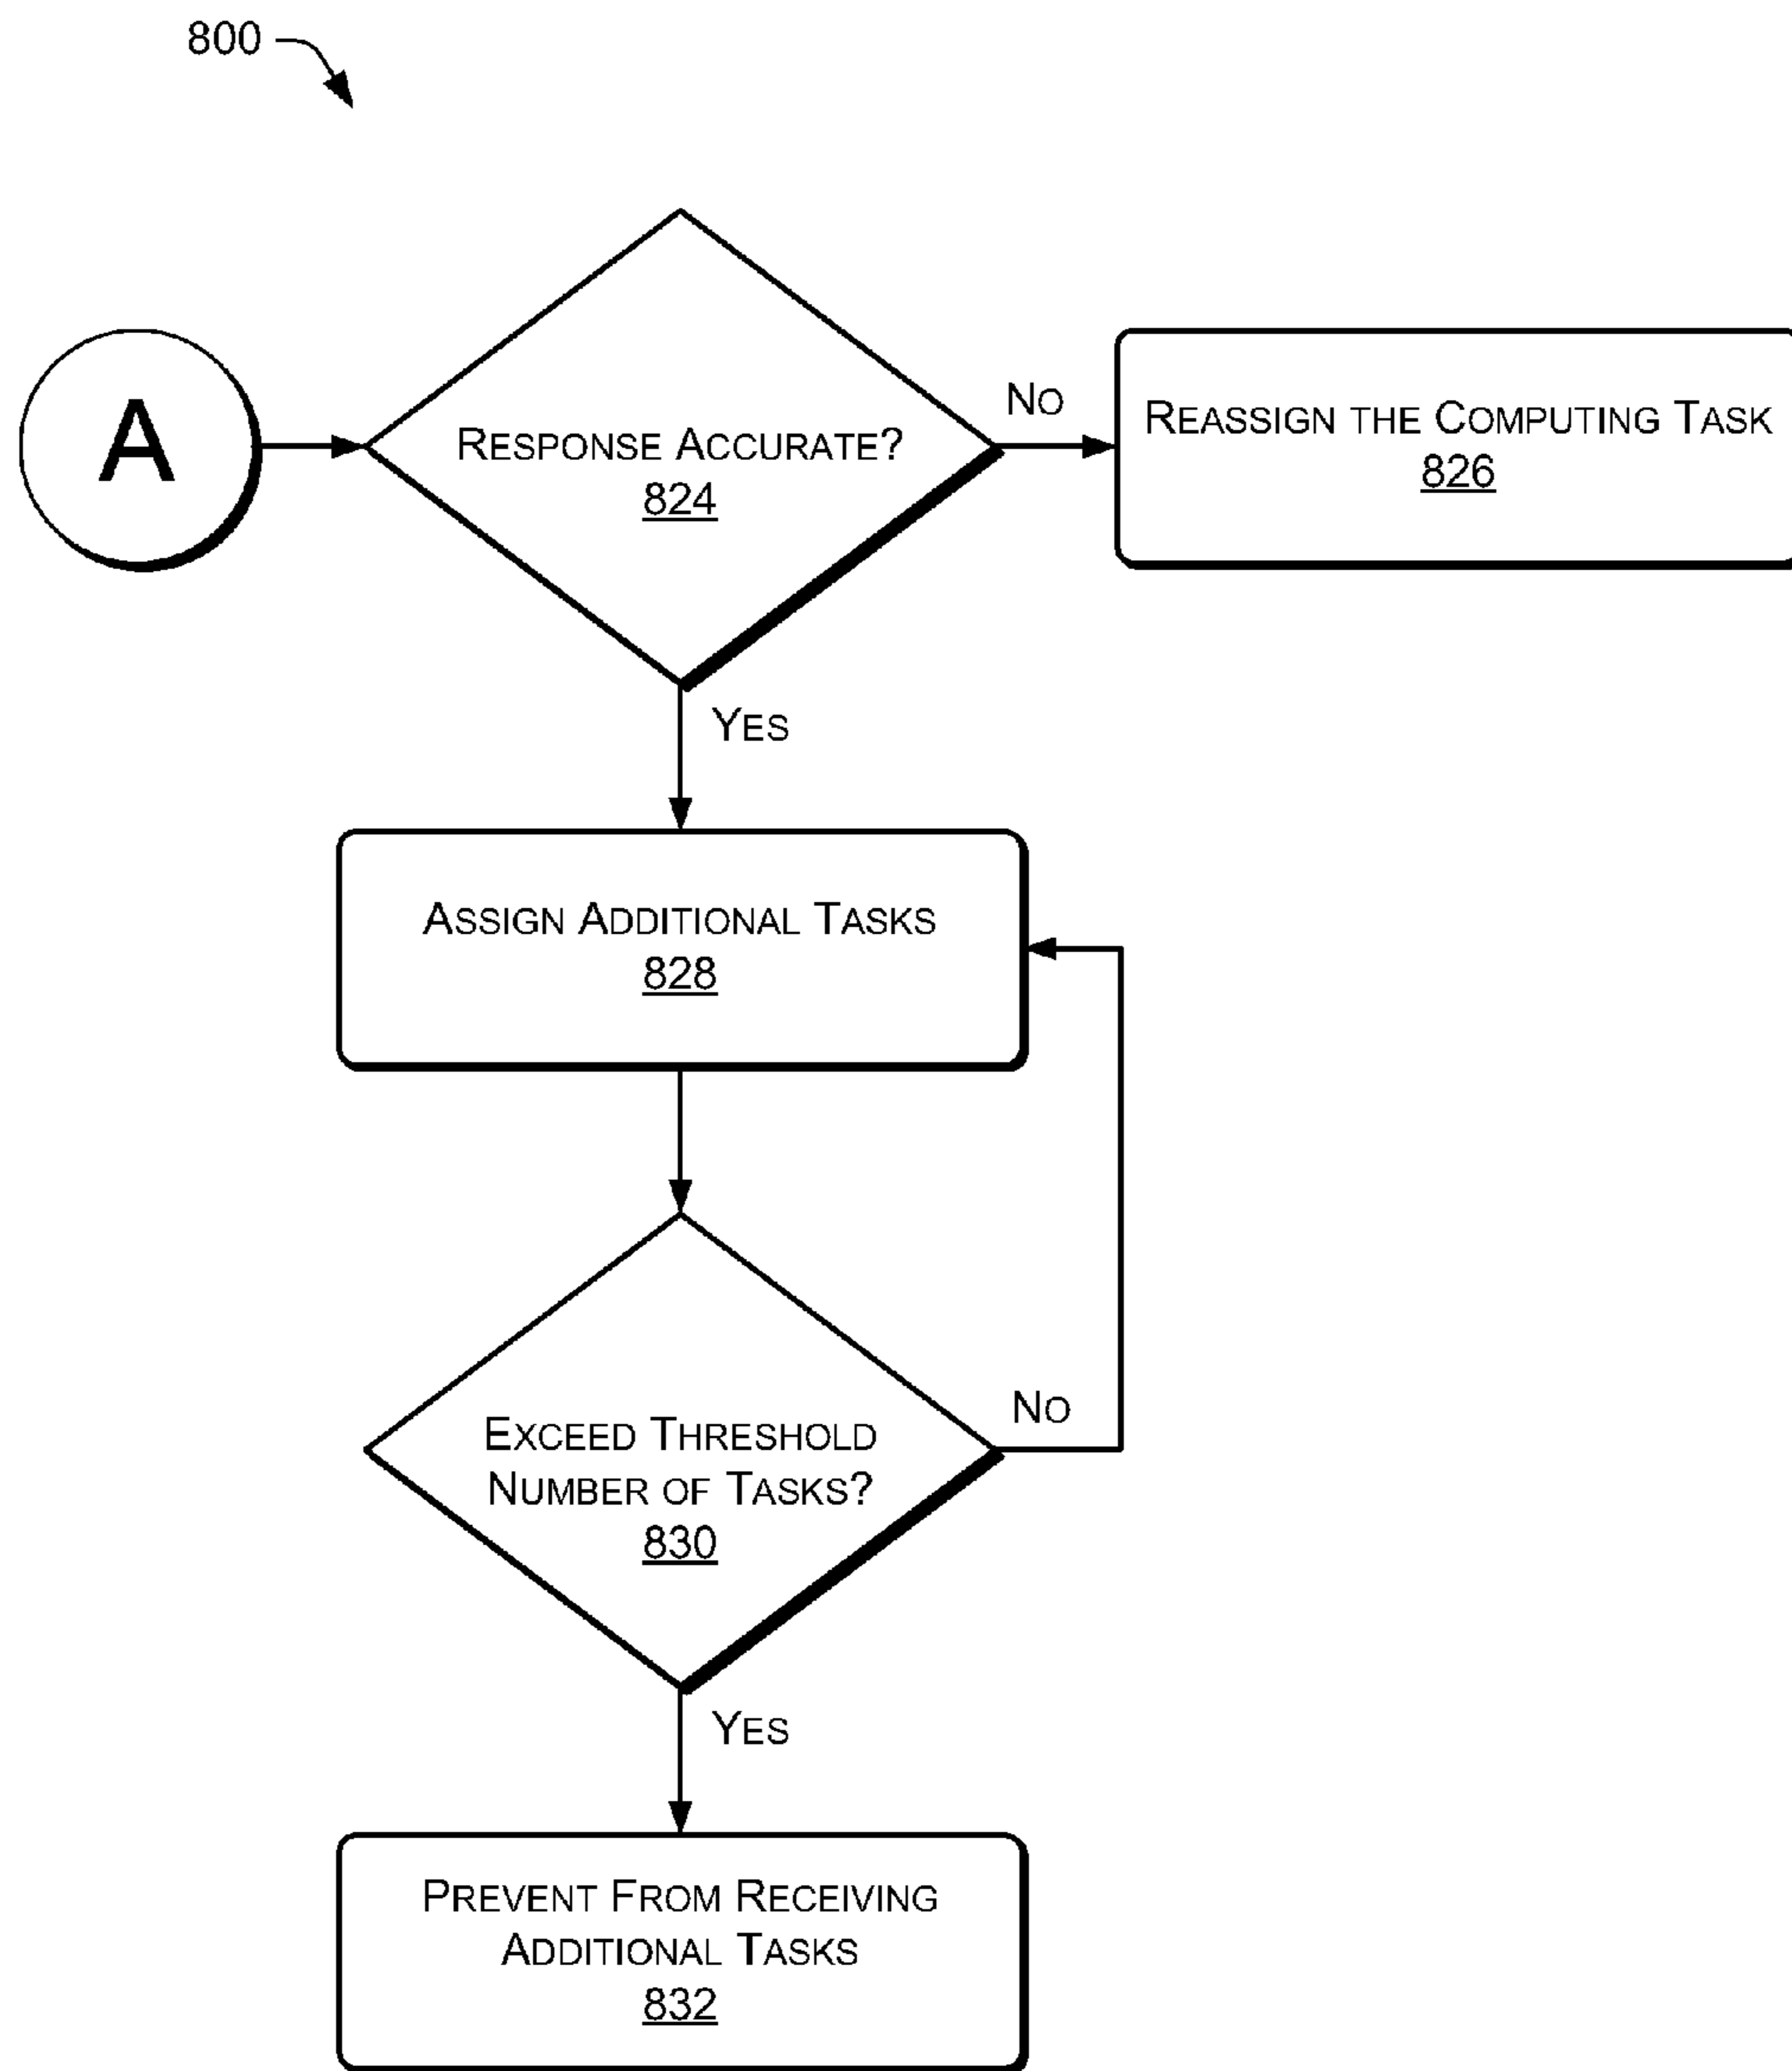 800
A
RESPONSE ACCURATE?
824
NO
REASSIGN THE COMPUTING TASK
826
YES
ASSIGN ADDITIONAL TASKS
828
EXCEED THRESHOLD
NUMBER OF TASKS?
830
NO
YES
PREVENT FROM RECEIVING
ADDITIONAL TASKS
832